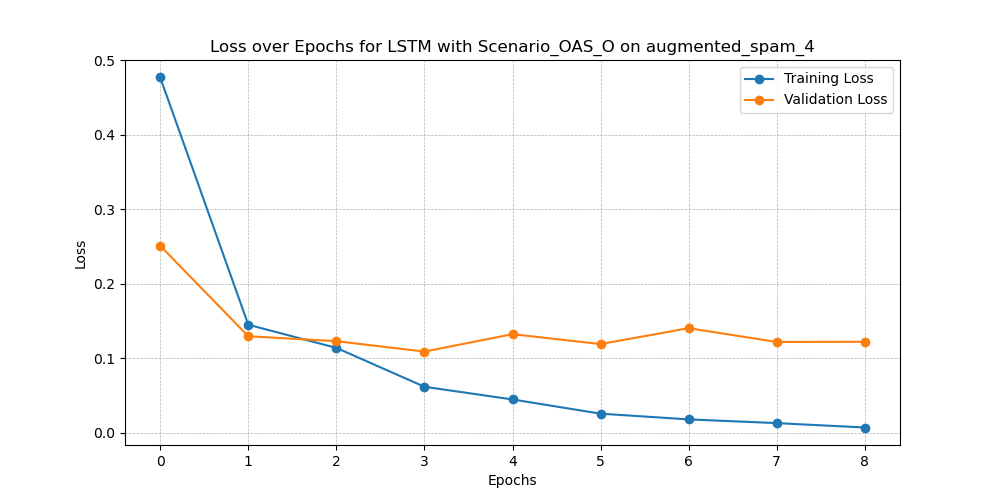 Loss over Epochs for LSTM with Scenario_OAS_O on augmented_spam_4
Training Loss
Validation Loss
0.5
0.4
0.3
0.2
0.1
0.0
Loss
0 1 2 3 4 5 6 7 8
Epochs